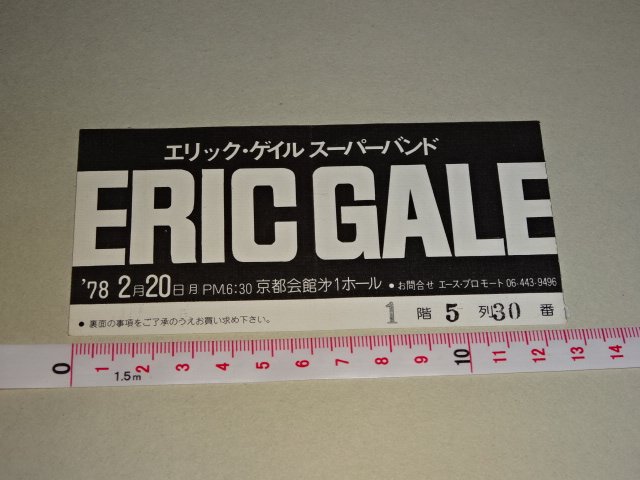 エリック・ゲイル スーパーバンド
ERIC GALE
'78 2月20日 月 PM.6:30 京都会館㐧1ホール ●お問合せ エース・プロモート 06-443-9496
●裏面の事項をご了承のうえお買い求め下さい。 1 階 5 列 30 番
0 1 2 3 4 5 6 7 8 9 10 11 12 13 14
1.5m